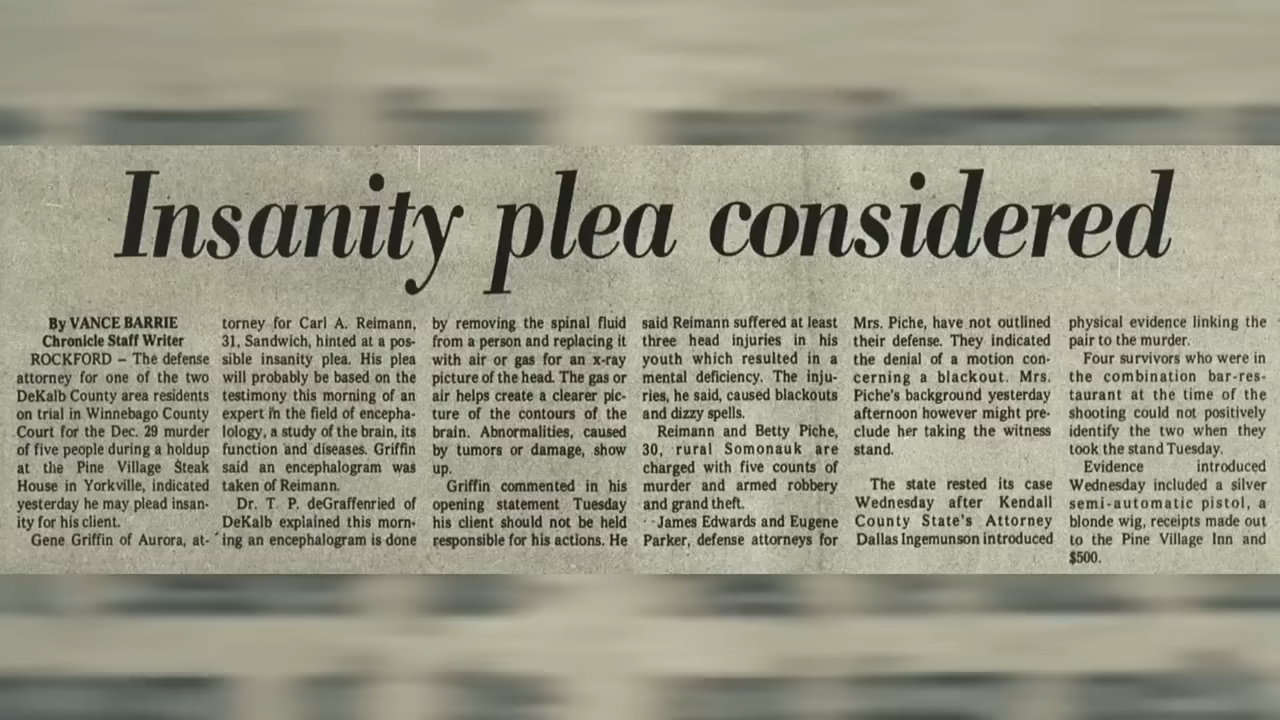 Insanity plea considered
By VANCE BARRIE
Chronicle Staff Writer
ROCKFORD – The defense
attorney for one of the two
DeKalb County area residents
on trial in Winnebago County
Court for the Dec. 29 murder
of five people during a holdup
at the Pine Village Steak
House in Yorkville, indicated
yesterday he may plead insan-
ity for his client.
Gene Griffin of Aurora, at-
torney for Carl A. Reimann,
31, Sandwich, hinted at a pos-
sible insanity plea. His plea
will probably be based on the
testimony this morning of an
expert in the field of encepha-
lology, a study of the brain, its
function and diseases. Griffin
said an encephalogram was
taken of Reimann.
Dr. T. P. deGraffenried of
DeKalb explained this morn-
ing an encephalogram is done
by removing the spinal fluid
from a person and replacing it
with air or gas for an x-ray
picture of the head. The gas or
air helps create a clearer pic-
ture of the contours of the
brain. Abnormalities, caused
by tumors or damage, show
up.
Griffin commented in his
opening statement Tuesday
his client should not be held
responsible for his actions. He
said Reimann suffered at least
three head injuries in his
youth which resulted in a
mental deficiency. The inju-
ries, he said, caused blackouts
and dizzy spells.
Reimann and Betty Piche,
30, rural Somonauk are
charged with five counts of
murder and armed robbery
and grand theft.
James Edwards and Eugene
Parker, defense attorneys for
Mrs. Piche, have not outlined
their defense. They indicated
the denial of a motion con-
cerning a blackout. Mrs.
Piche's background yesterday
afternoon however might pre-
clude her taking the witness
stand.
The state rested its case
Wednesday after Kendall
County State's Attorney
Dallas Ingemunson introduced
physical evidence linking the
pair to the murder.
Four survivors who were in
the combination bar-res-
taurant at the time of the
shooting could not positively
identify the two when they
took the stand Tuesday.
Evidence introduced
Wednesday included a silver
semi-automatic pistol, a
blonde wig, receipts made out
to the Pine Village Inn and
$500.